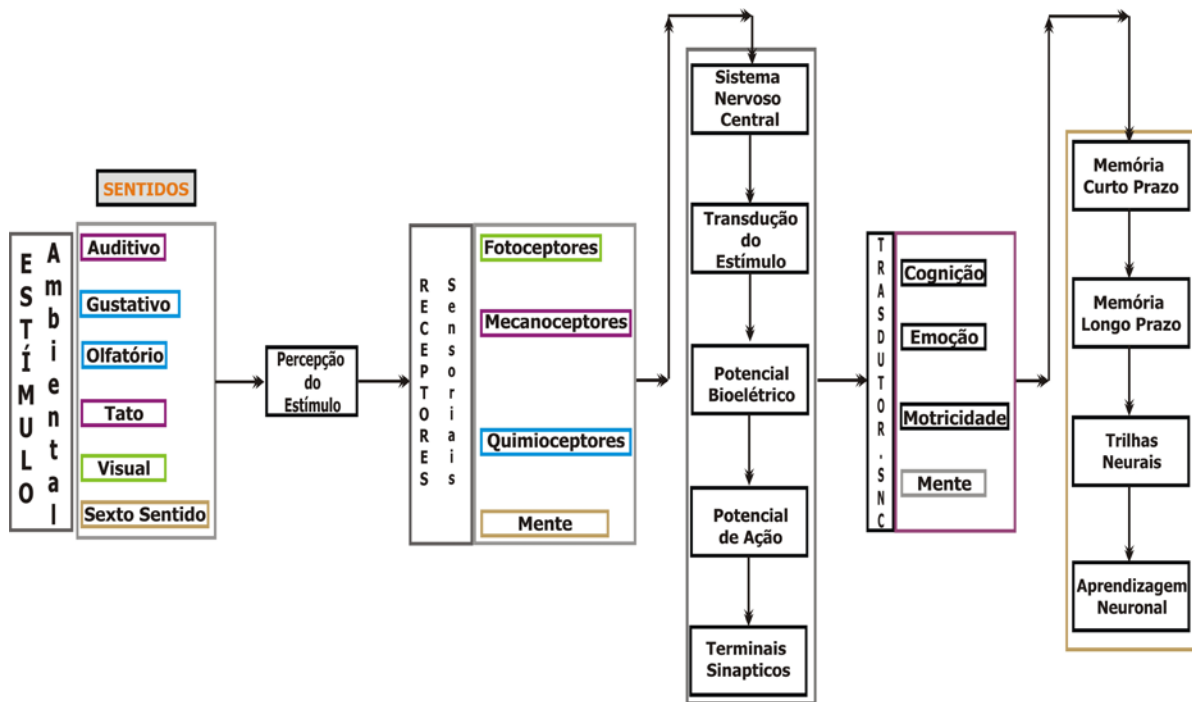 SENTIDOS
ESTÍMULO
Ambiental
Auditivo
Gustativo
Olfatório
Tato
Visual
Sexto Sentido
Percepção
do
Estímulo
RECEPTORES
Sensoriais
Fotoceptores
Mecanoceptores
Quimioceptores
Mente
Sistema
Nervoso
Central
Transdução
do
Estímulo
Potencial
Bioelétrico
Potencial
de Ação
Terminais
Sinapticos
TRASDUTOR.SNC
Cognição
Emoção
Motricidade
Mente
Memória
Curto Prazo
Memória
Longo Prazo
Trilhas
Neurais
Aprendizagem
Neuronal